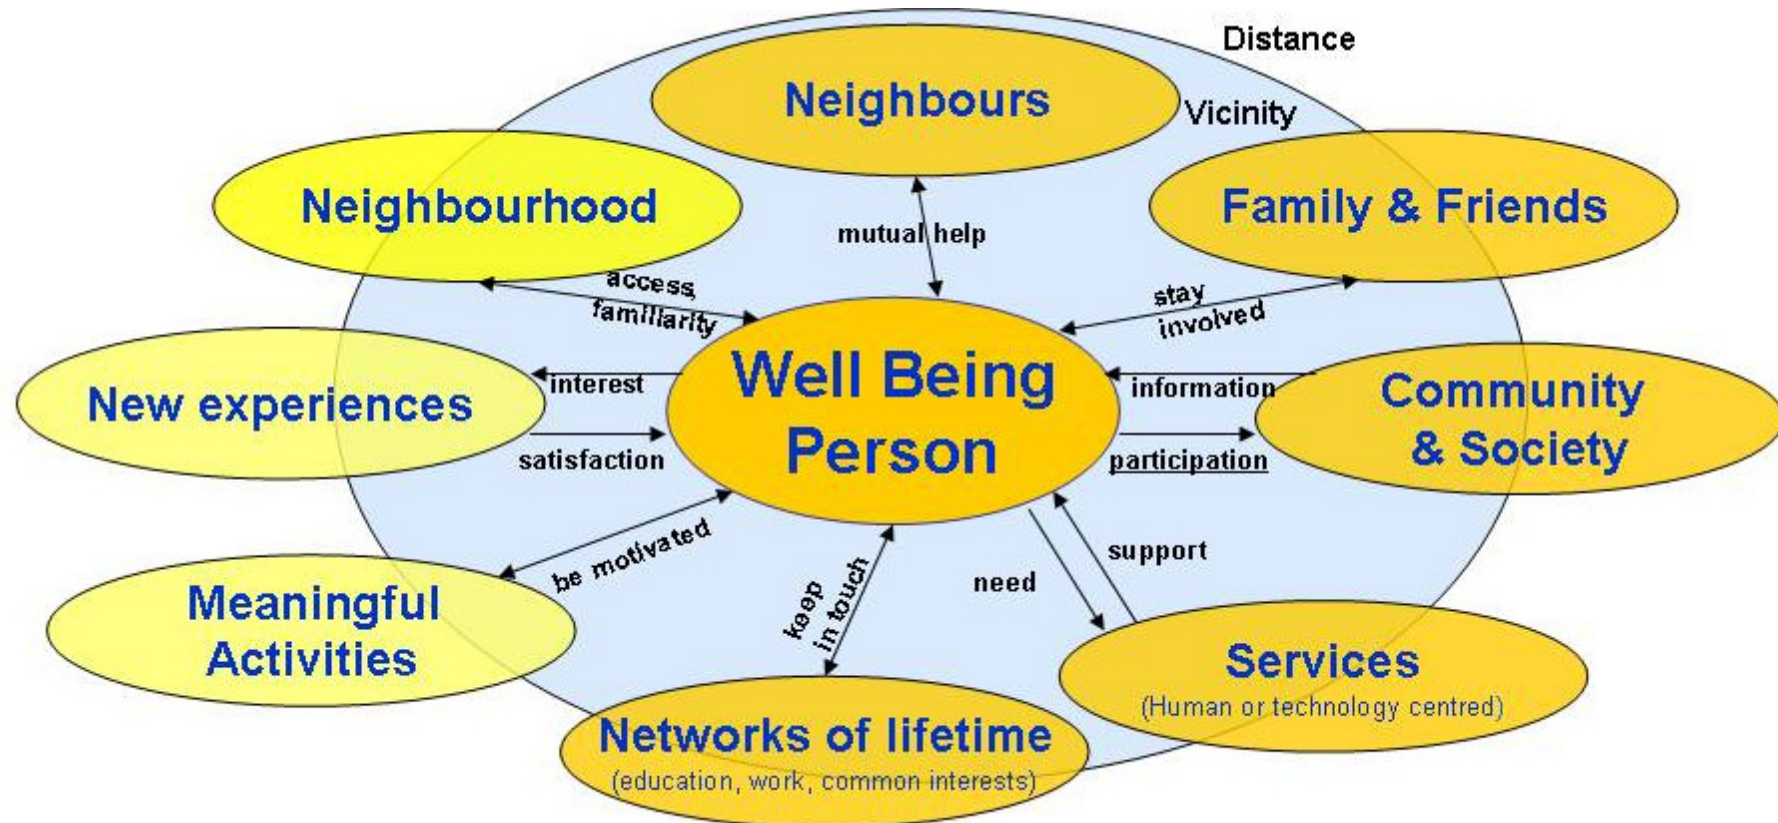 Distance
Neighbours
Vicinity
Neighbourhood
Family & Friends
mutual help
access,
familiarity
stay
involved
Well Being
Person
New experiences
interest
satisfaction
information
participation
Community
& Society
be motivated
Meaningful
Activities
keep
in touch
need
support
Services
(Human or technology centred)
Networks of lifetime
(education, work, common interests)